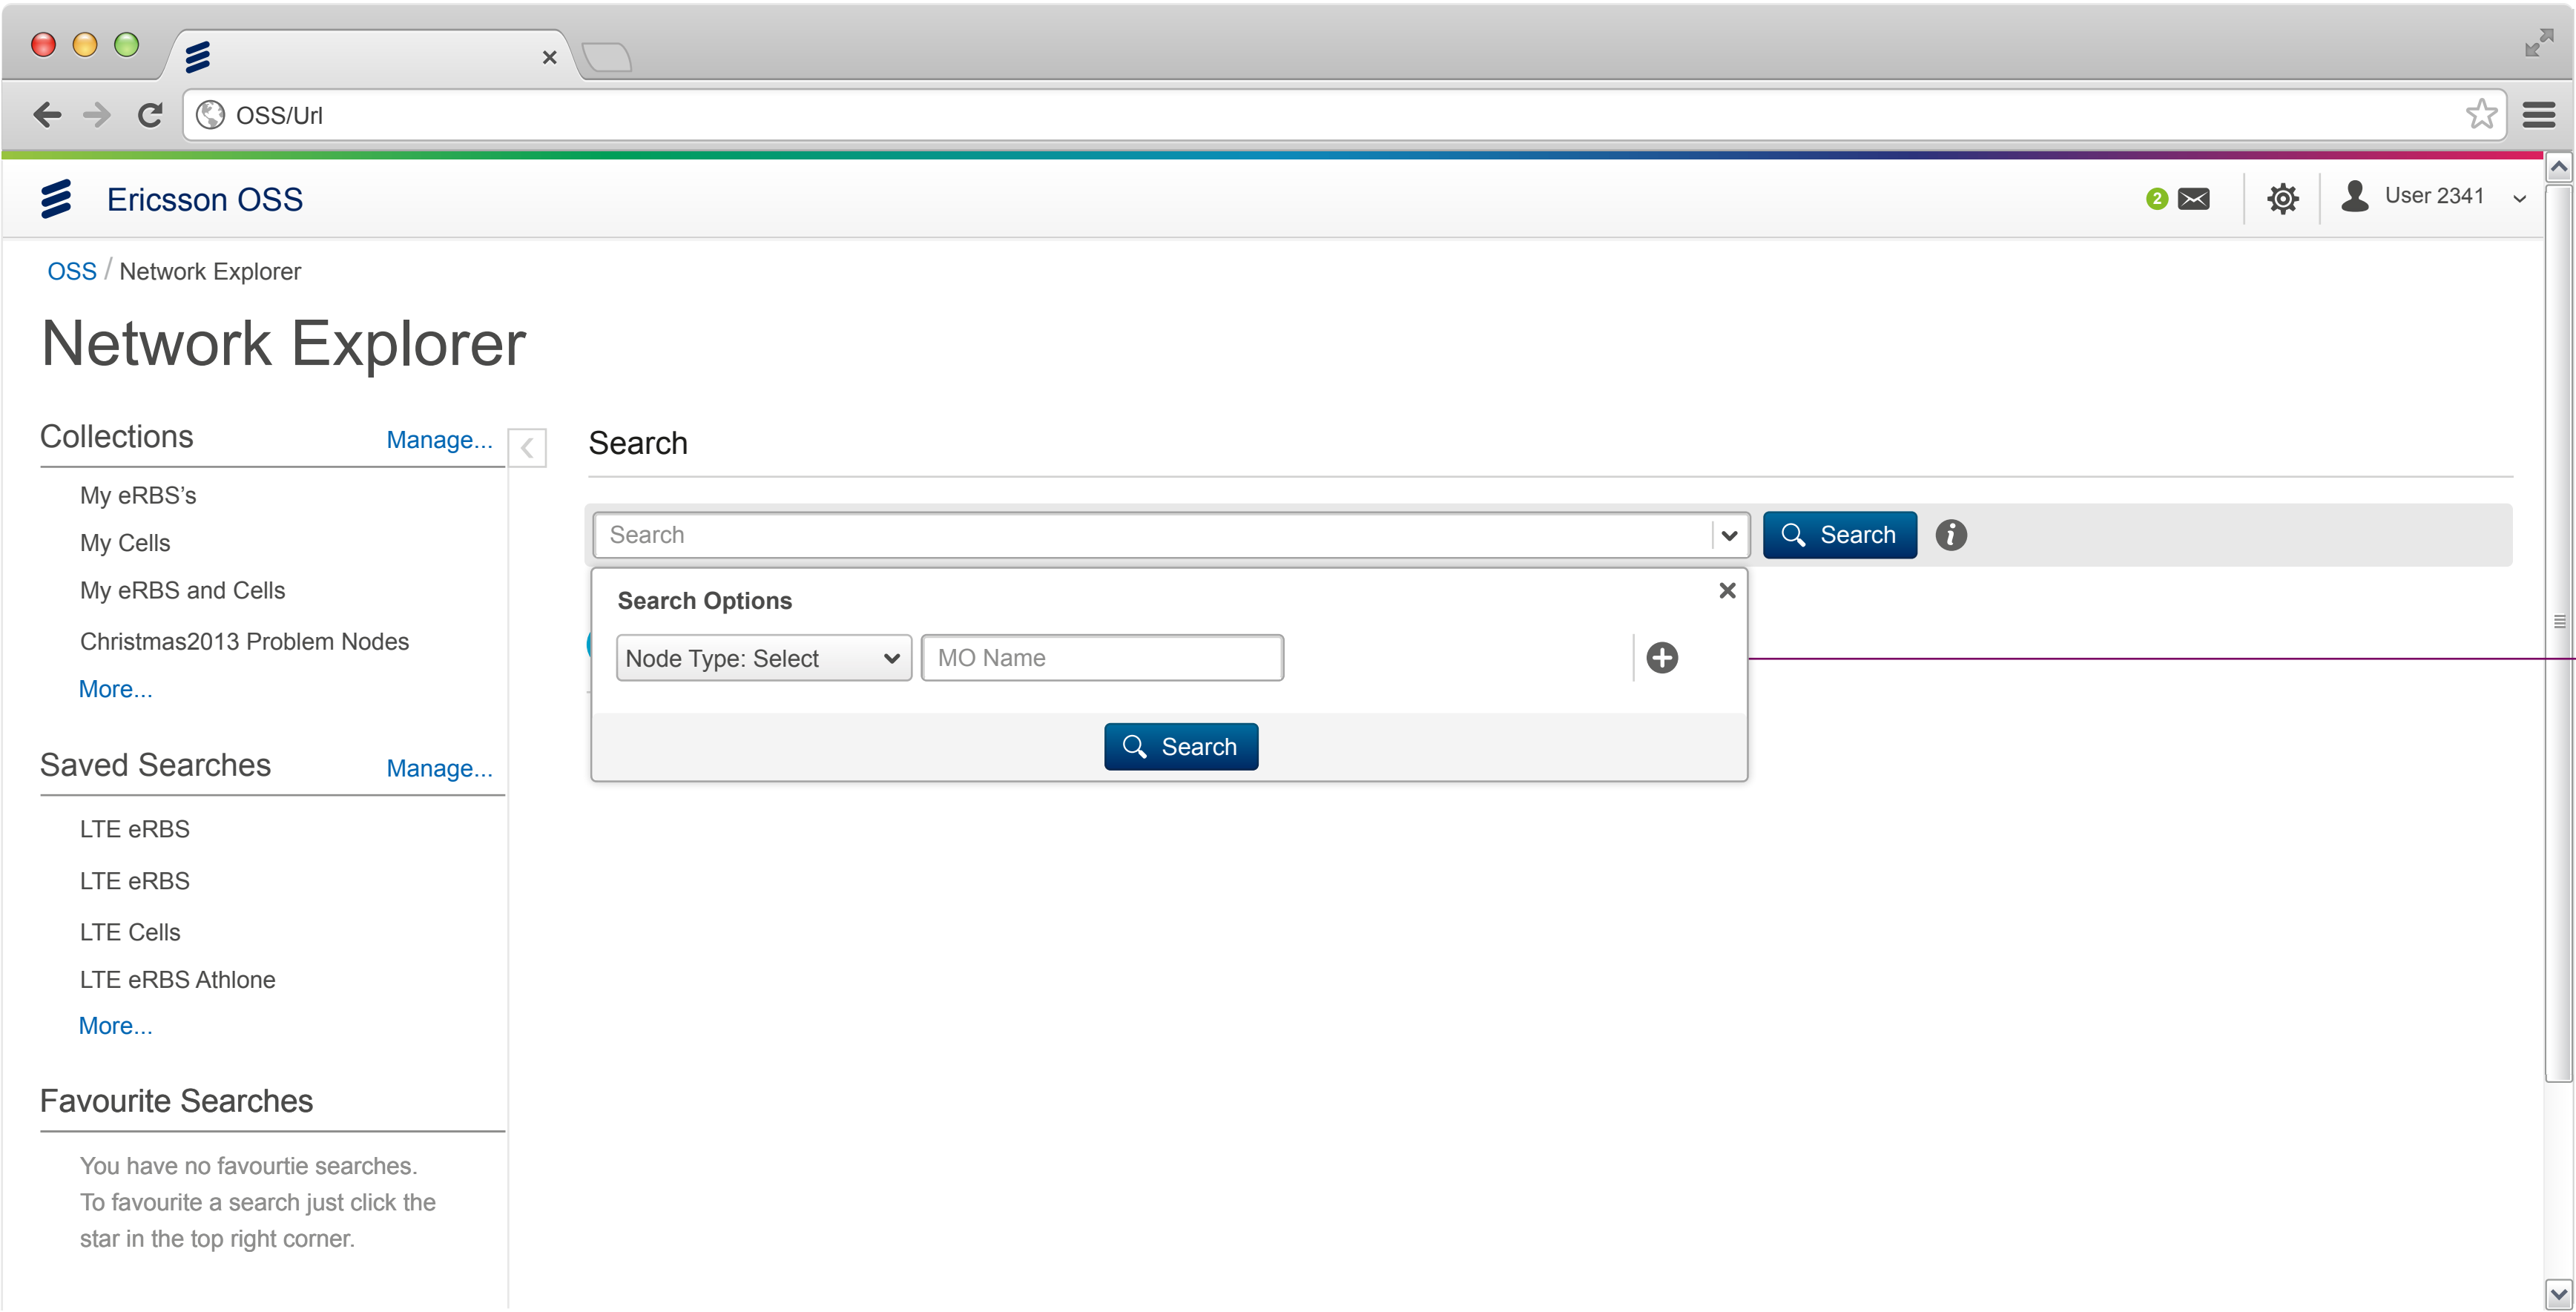 OSS/Url
Ericsson OSS
2
User 2341
OSS / Network Explorer
Network Explorer
Collections
Manage...
My eRBS’s
My Cells
My eRBS and Cells
Christmas2013 Problem Nodes
More...
Saved Searches
Manage...
LTE eRBS
LTE eRBS
LTE Cells
LTE eRBS Athlone
More...
Favourite Searches
You have no favourtie searches.
To favourite a search just click the
star in the top right corner.
Search
Search
Search
Search Options
Node Type: Select
MO Name
Search